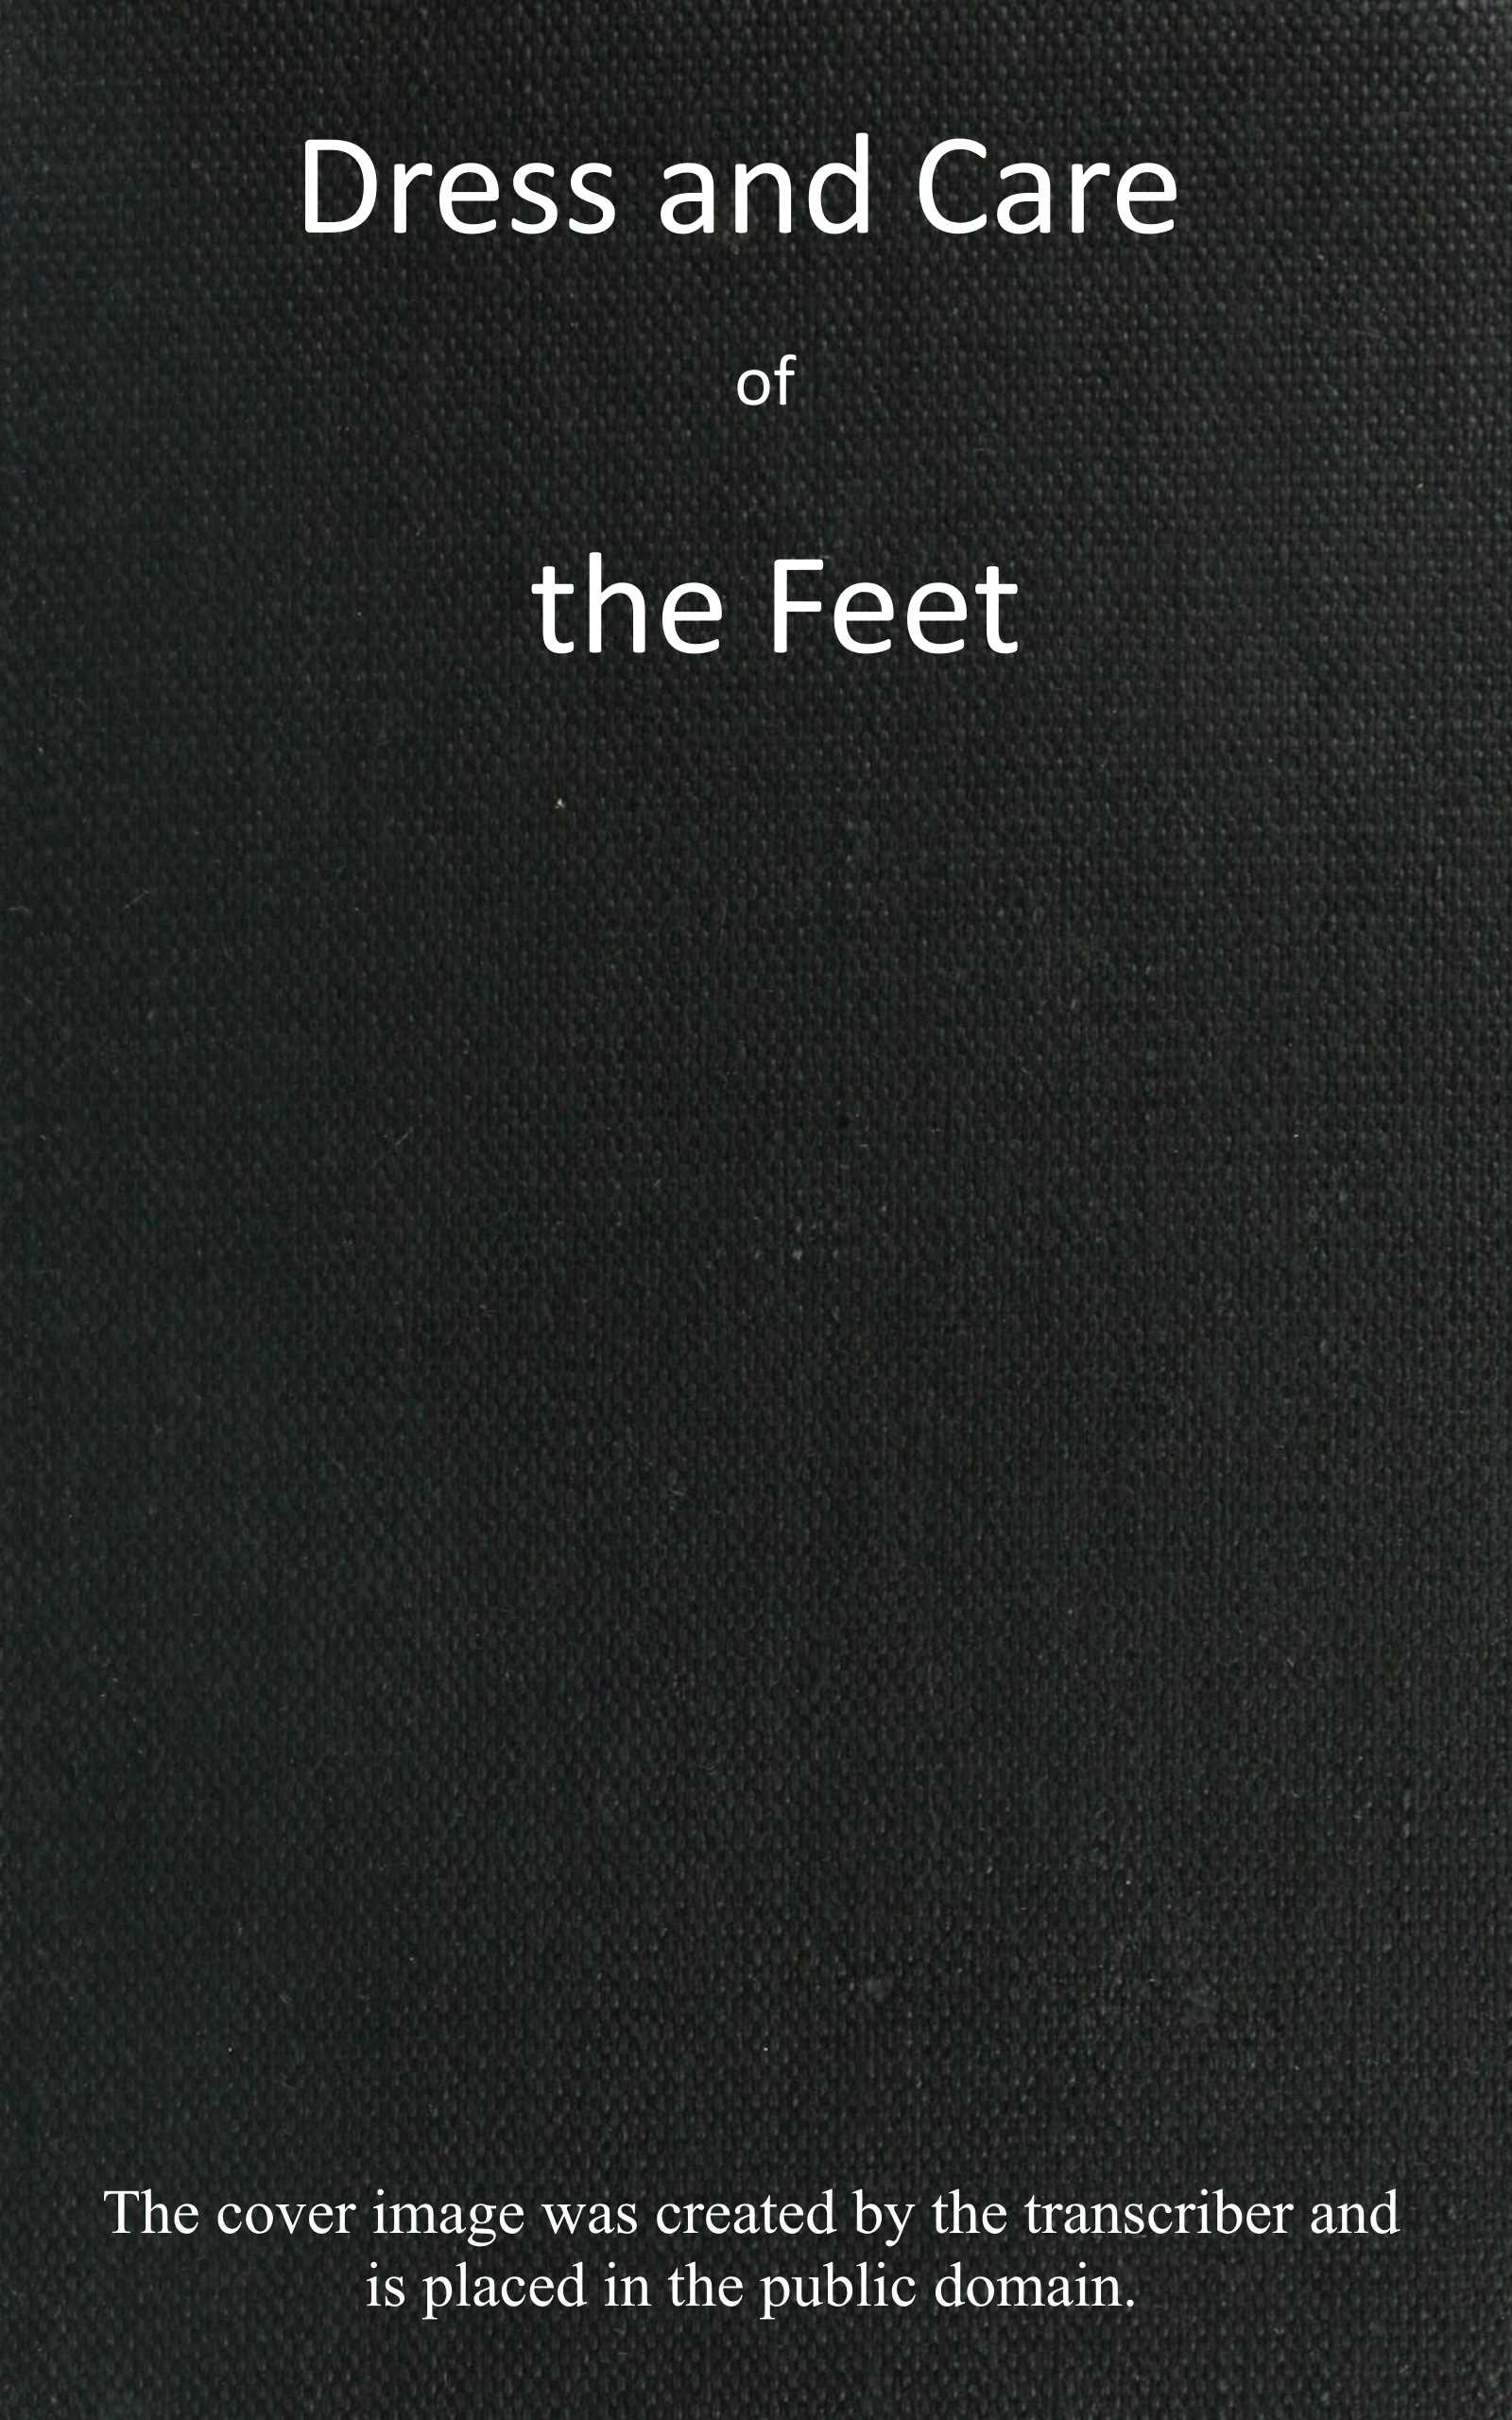 Dress and Care
of
the Feet
The cover image was created by the transcriber and
is placed in the public domain.